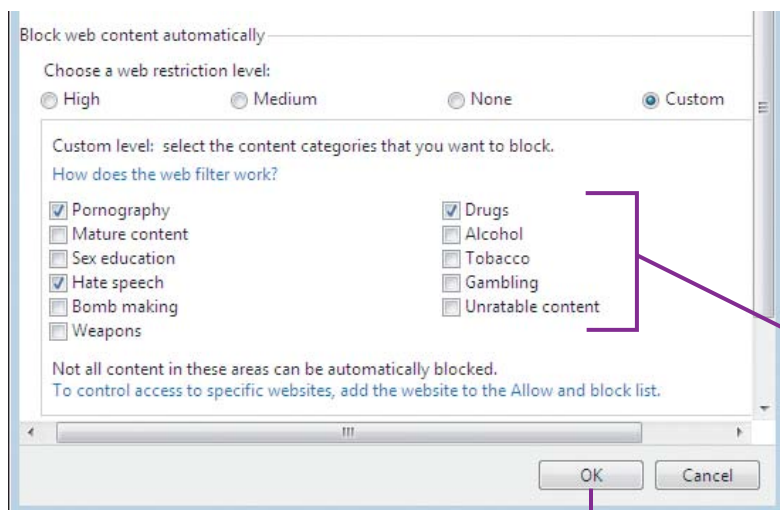 Block web content automatically
Choose a web restriction level:
High Medium None Custom
Custom level: select the content categories that you want to block.
How does the web filter work?
Pornography Drugs
Mature content Alcohol
Sex education Tobacco
Hate speech Gambling
Bomb making Unratable content
Weapons
Not all content in these areas can be automatically blocked.
To control access to specific websites, add the website to the Allow and block list.
OK Cancel